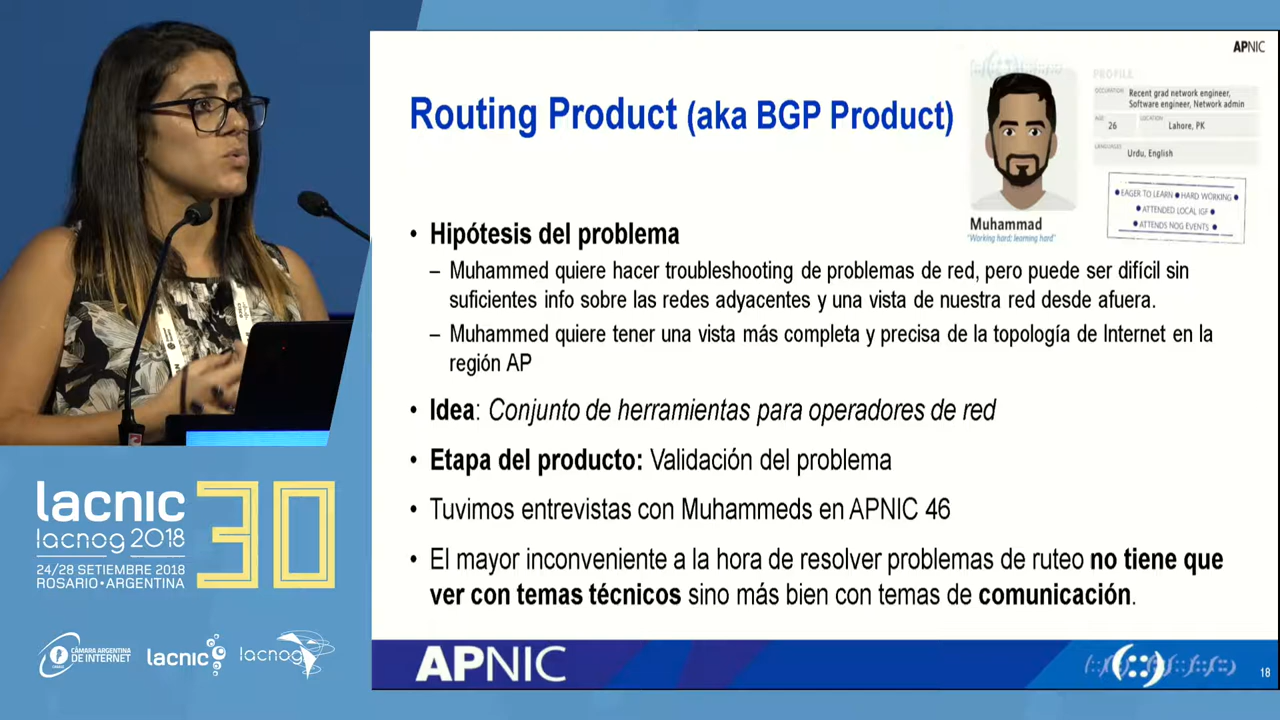 APNIC
Routing Product (aka BGP Product)
PROFILE
OCCUPATION Recent grad network engineer,
Software engineer, Network admin
AGE 26 LOCATION Lahore, PK
LANGUAGES Urdu, English
• EAGER TO LEARN • HARD WORKING •
• ATTENDED LOCAL IGF •
• ATTENDS NOG EVENTS •
Muhammad
"Working hard; learning hard"
• Hipótesis del problema
– Muhammed quiere hacer troubleshooting de problemas de red, pero puede ser difícil sin
suficientes info sobre las redes adyacentes y una vista de nuestra red desde afuera.
– Muhammed quiere tener una vista más completa y precisa de la topología de Internet en la
región AP
• Idea: Conjunto de herramientas para operadores de red
• Etapa del producto: Validación del problema
• Tuvimos entrevistas con Muhammeds en APNIC 46
• El mayor inconveniente a la hora de resolver problemas de ruteo no tiene que
ver con temas técnicos sino más bien con temas de comunicación.
APNIC
18
lacnic 30
lacnog 2018
24/28 SETIEMBRE 2018
ROSARIO•ARGENTINA
CÁMARA ARGENTINA
DE INTERNET
lacnic
lacnog